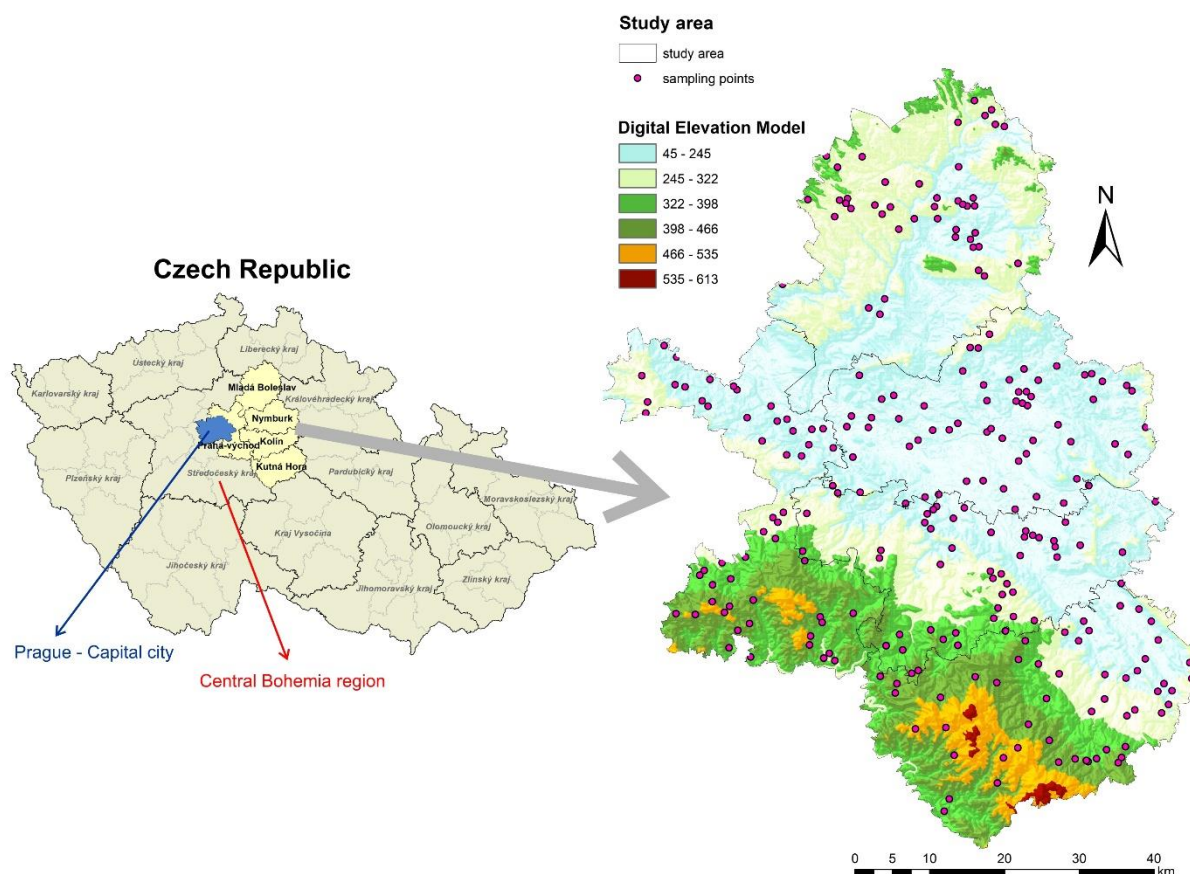 Study area
study area
sampling points
Digital Elevation Model
45 - 245
245 - 322
322 - 398
398 - 466
466 - 535
535 - 613
N
Czech Republic
Liberecký kraj
Ústecký kraj
Mladá Boleslav
Karlovarský kraj
Královéhradecký kraj
Nymburk
Kolín
Praha-východ
Kutná Hora
Plzeňský kraj
Středočeský kraj
Pardubický kraj
Moravskoslezský kraj
Olomoucký kraj
Kraj Vysočina
Jihočeský kraj
Jihomoravský kraj
Zlínský kraj
Prague - Capital city
Central Bohemia region
0 5 10 20 30 40
km